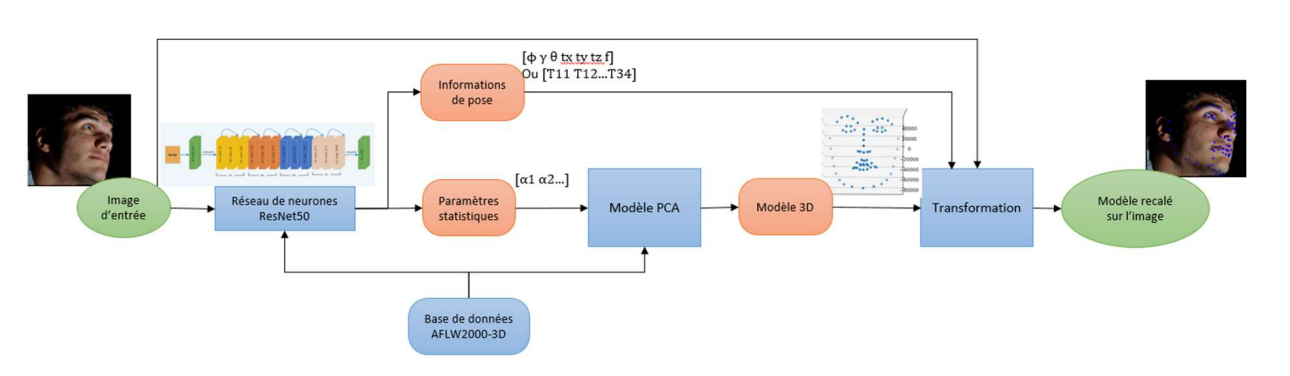 [ϕ γ θ tx ty tz f]
Ou [T11 T12...T34]
Informations
de pose
Image
d'entrée
Réseau de neurones
ResNet50
Paramètres
statistiques
[α1 α2...]
Modèle PCA
Modèle 3D
Transformation
Modèle recalé
sur l'image
Base de données
AFLW2000-3D